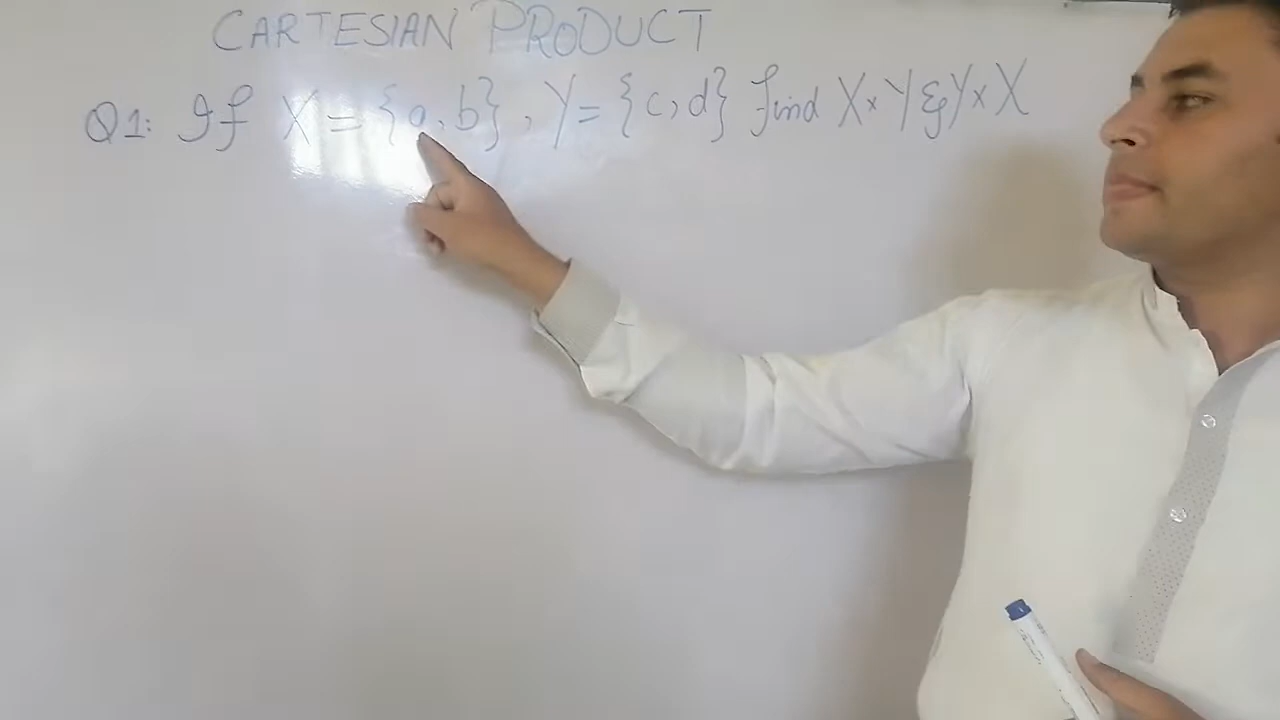 CARTESIAN PRODUCT
Q1: If X = {a, b}, Y = {c, d} find X × Y & Y × X